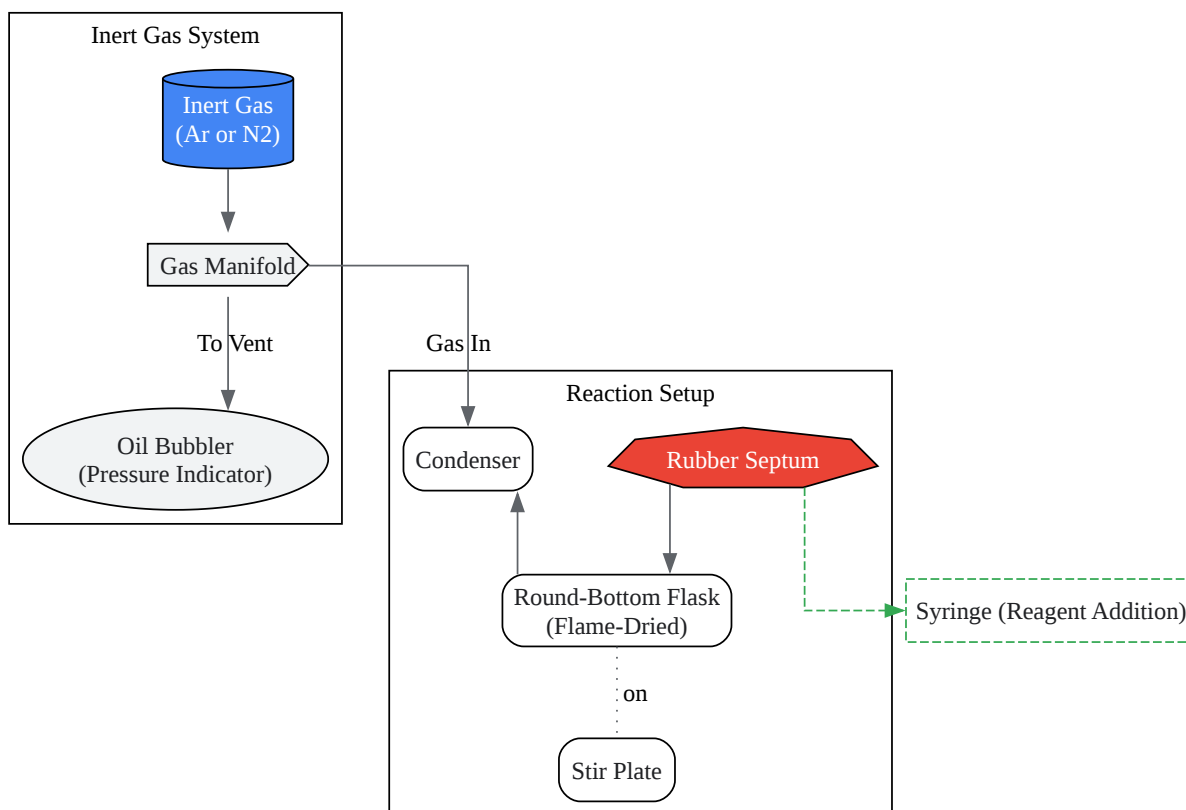 Inert Gas System
Inert Gas
(Ar or N2)
Gas Manifold
To Vent
Gas In
Oil Bubbler
(Pressure Indicator)
Reaction Setup
Condenser
Rubber Septum
Round-Bottom Flask
(Flame-Dried)
Syringe (Reagent Addition)
on
Stir Plate